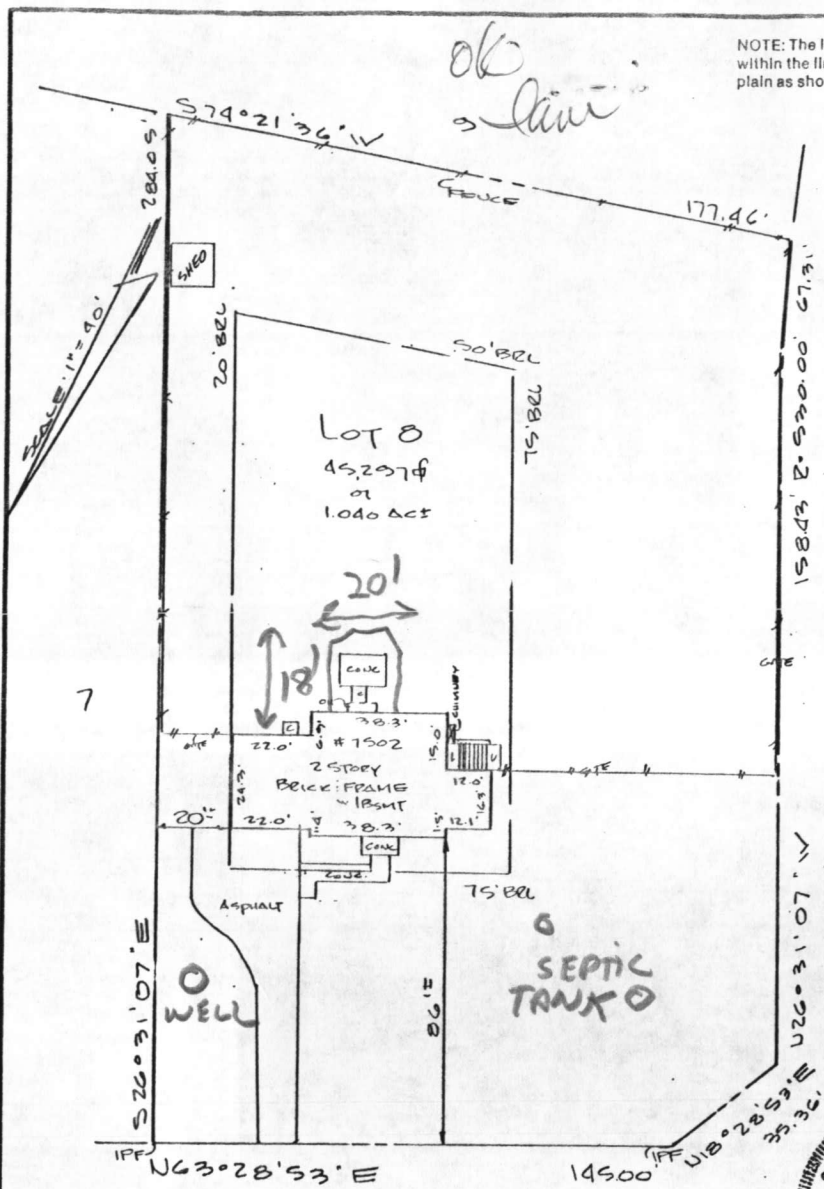 OK
NOTE: The l
within the li
plain as sho
S74°21'36"W
284.05'
FENCE
177.46'
SHED
67.31'
SCALE: 1"= 40'
20' BRL
50' BRL
75' BRL
R=530.00'
158.43'
LOT 8
45,297
or
1.040 Ac±
20'
18'
CONC
C
GATE
7
CHIMNEY
38.3'
C
GATE
22.0'
# 7502
15.0'
C
2 STORY
BRICK & FRAME
W/BSMT
12.0'
GATE
24.3'
16.3'
20'±
22.0'
38.3'
12.1'
CONC
CONC
75' BRL
ASPHALT
SEPTIC
TANK
WELL
86'±
S26°31'07"E
N26°31'07"W
N18°28'53"E
35.36'
IPF
IPF
N63°28'53"E
145.00'